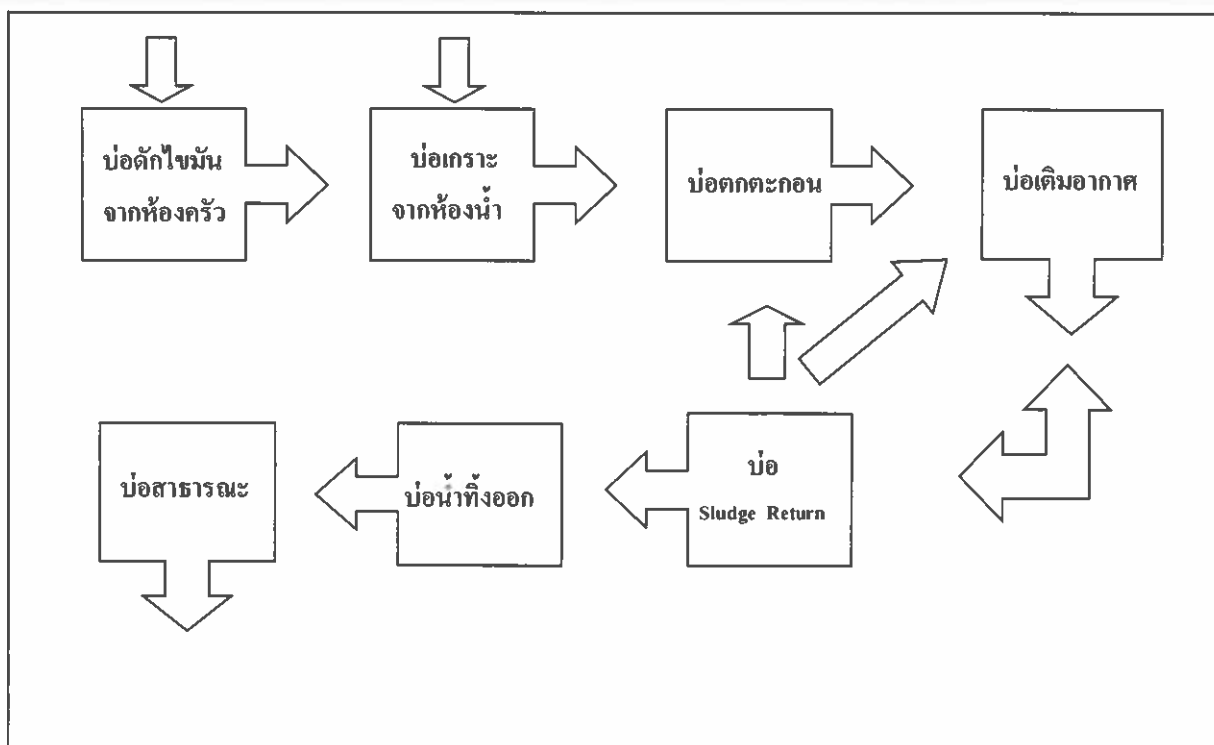 บ่อดักไขมัน
จากห้องครัว
บ่อเกราะ
จากห้องน้ำ
บ่อตกตะกอน
บ่อเติมอากาศ
บ่อสาธารณะ
บ่อน้ำทิ้งออก
บ่อ
Sludge Return